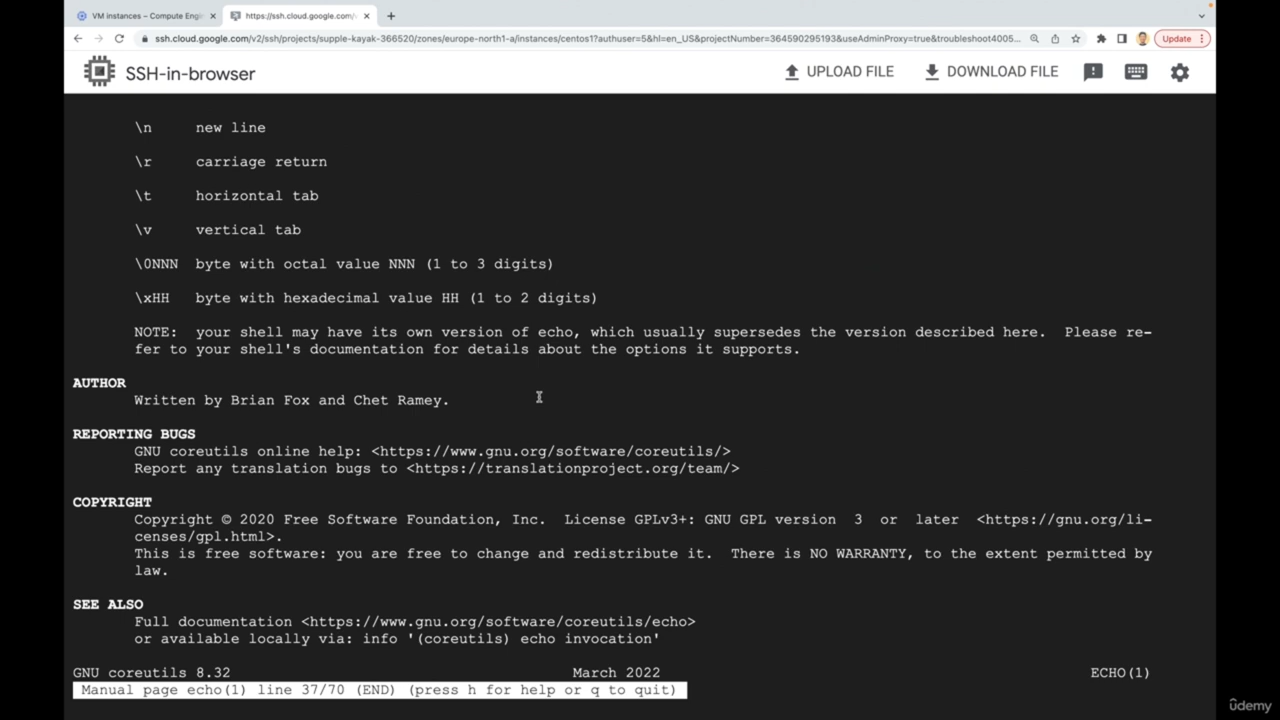 VM instances – Compute Engi
https://ssh.cloud.google.com/v
ssh.cloud.google.com/v2/ssh/projects/supple-kayak-366520/zones/europe-north1-a/instances/centos1?authuser=5&hl=en_US&projectNumber=364590295193&useAdminProxy=true&troubleshoot4005...
Update
SSH-in-browser
UPLOAD FILE
DOWNLOAD FILE
\n new line
\r carriage return
\t horizontal tab
\v vertical tab
\0NNN byte with octal value NNN (1 to 3 digits)
\xHH byte with hexadecimal value HH (1 to 2 digits)
NOTE: your shell may have its own version of echo, which usually supersedes the version described here. Please re-
fer to your shell's documentation for details about the options it supports.
AUTHOR
Written by Brian Fox and Chet Ramey.
REPORTING BUGS
GNU coreutils online help: <https://www.gnu.org/software/coreutils/>
Report any translation bugs to <https://translationproject.org/team/>
COPYRIGHT
Copyright © 2020 Free Software Foundation, Inc. License GPLv3+: GNU GPL version 3 or later <https://gnu.org/li-
censes/gpl.html>.
This is free software: you are free to change and redistribute it. There is NO WARRANTY, to the extent permitted by
law.
SEE ALSO
Full documentation <https://www.gnu.org/software/coreutils/echo>
or available locally via: info '(coreutils) echo invocation'
GNU coreutils 8.32 March 2022 ECHO(1)
Manual page echo(1) line 37/70 (END) (press h for help or q to quit)
ûdemy